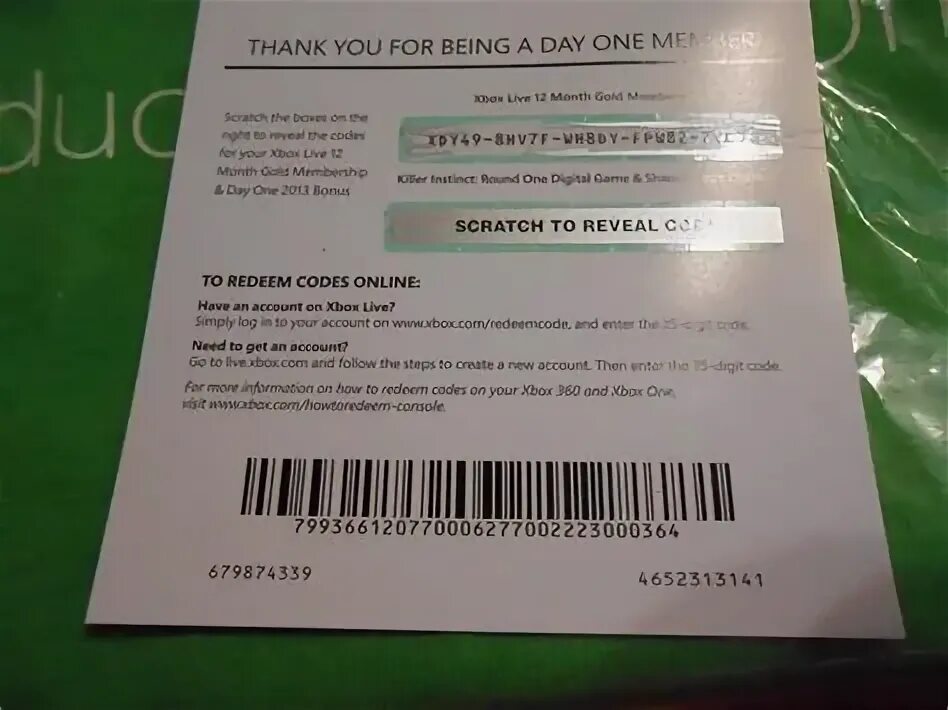 duc
THANK YOU FOR BEING A DAY ONE MEMBER
Xbox Live 12 Month Gold
Scratch the boxes on the
right to reveal the codes
for your Xbox Live 12
Month Gold Membership
& Day One 2013 Bonus
Killer Instinct: Round One Digital Game &
SCRATCH TO REVEAL CODE
TO REDEEM CODES ONLINE:
Have an account on Xbox Live?
Simply log in to your account on www.xbox.com/redeemcode, and enter the 25-digit code.
Need to get an account?
Go to live.xbox.com and follow the steps to create a new account. Then enter the 25-digit code.
For more information on how to redeem codes on your Xbox 360 and Xbox One,
visit www.xbox.com/howtoredeem-console.
799366120770006277002223000364
679874339
4652313141